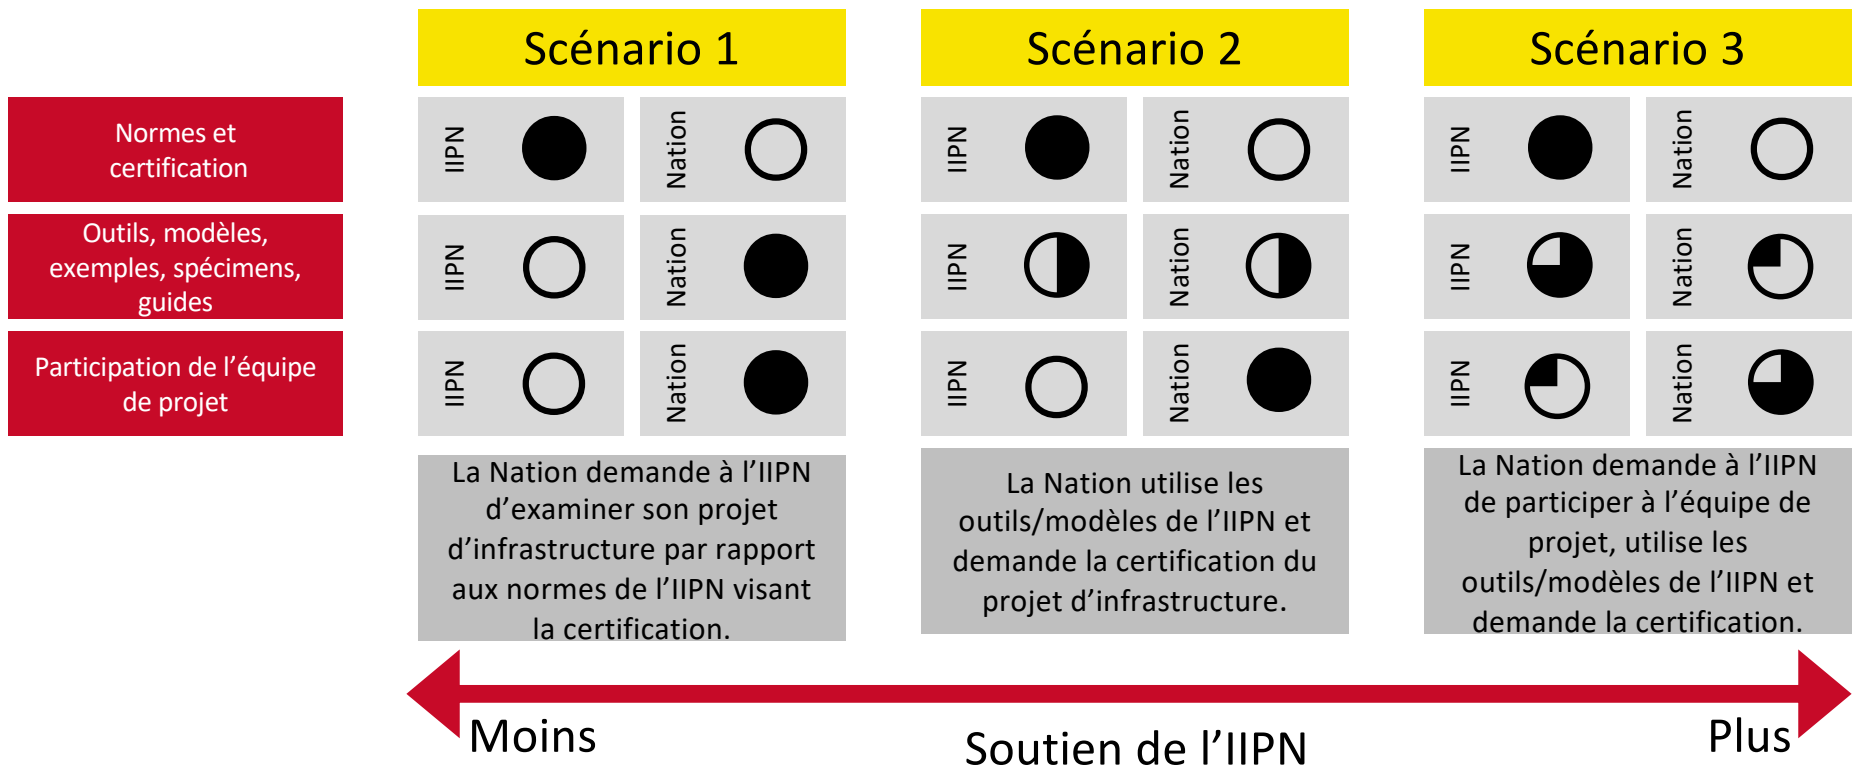 Scénario 1
Scénario 2
Scénario 3
Normes et
certification
IIPN
Nation
IIPN
Nation
IIPN
Nation
Outils, modèles,
exemples, spécimens,
guides
IIPN
Nation
IIPN
Nation
IIPN
Nation
Participation de l’équipe
de projet
IIPN
Nation
IIPN
Nation
IIPN
Nation
La Nation demande à l’IIPN
d’examiner son projet
d’infrastructure par rapport
aux normes de l’IIPN visant
la certification.
La Nation utilise les
outils/modèles de l’IIPN et
demande la certification du
projet d’infrastructure.
La Nation demande à l’IIPN
de participer à l’équipe de
projet, utilise les
outils/modèles de l’IIPN et
demande la certification.
Moins
Soutien de l’IIPN
Plus